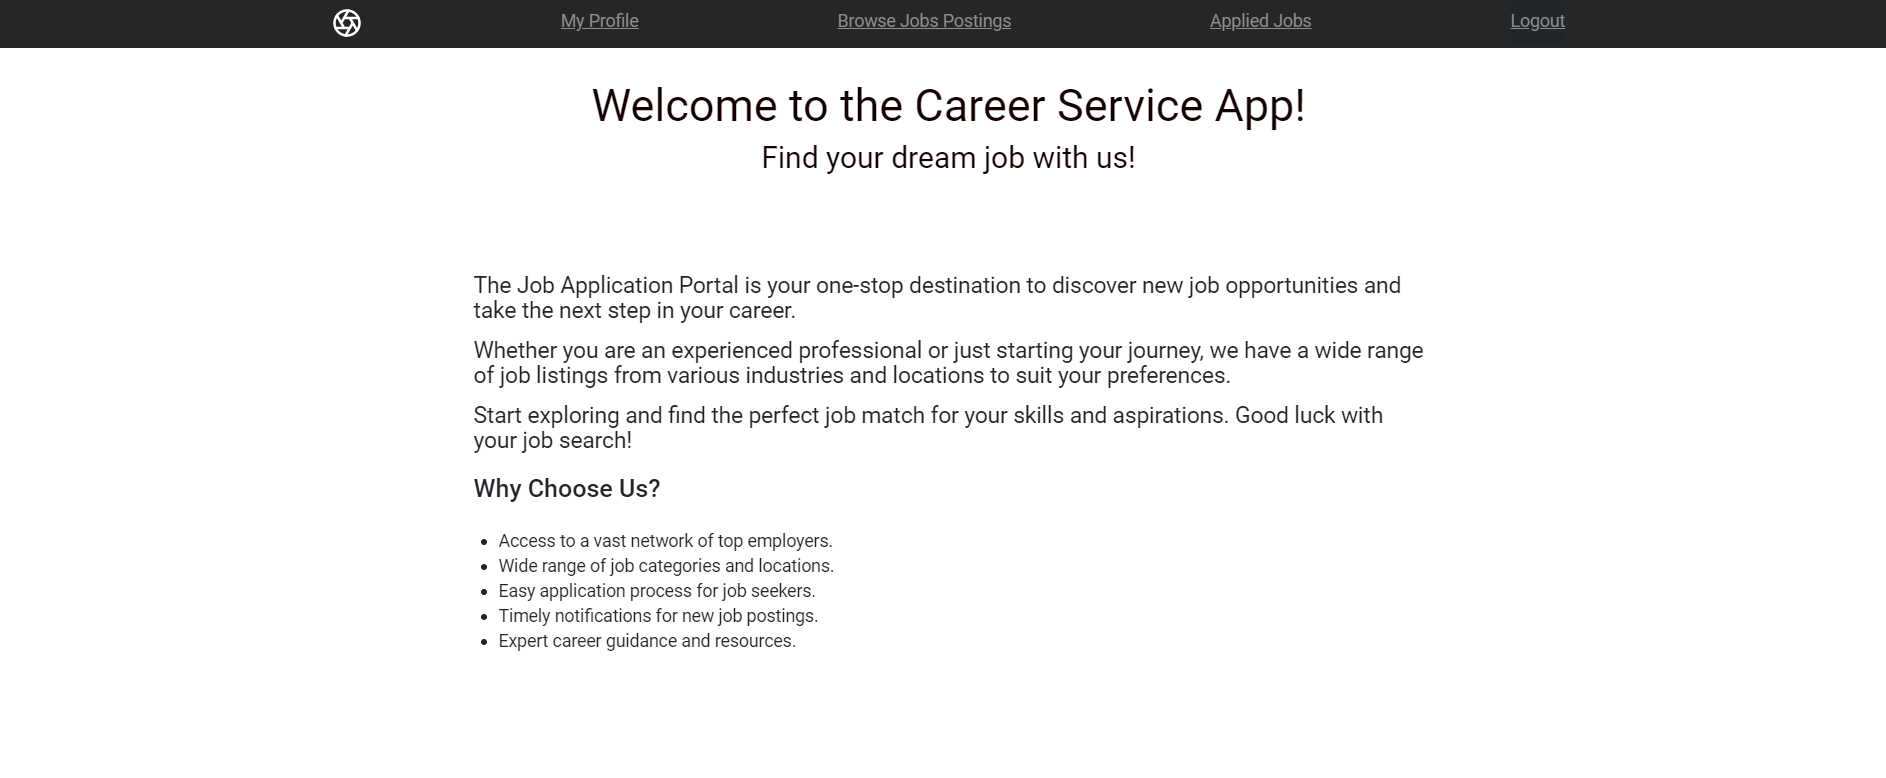 My Profile
Browse Jobs Postings
Applied Jobs
Logout
Welcome to the Career Service App!
Find your dream job with us!
The Job Application Portal is your one-stop destination to discover new job opportunities and
take the next step in your career.
Whether you are an experienced professional or just starting your journey, we have a wide range
of job listings from various industries and locations to suit your preferences.
Start exploring and find the perfect job match for your skills and aspirations. Good luck with
your job search!
Why Choose Us?
Access to a vast network of top employers.
Wide range of job categories and locations.
Easy application process for job seekers.
Timely notifications for new job postings.
Expert career guidance and resources.